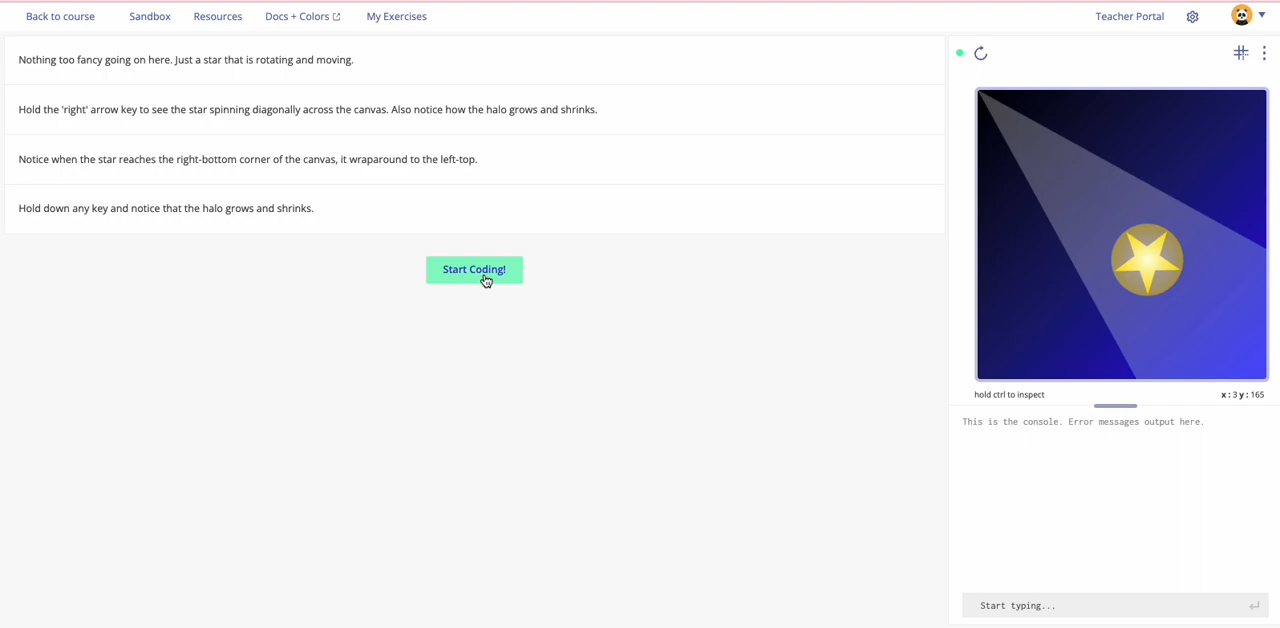 Back to course Sandbox Resources Docs + Colors My Exercises Teacher Portal
Nothing too fancy going on here. Just a star that is rotating and moving.
Hold the 'right' arrow key to see the star spinning diagonally across the canvas. Also notice how the halo grows and shrinks.
Notice when the star reaches the right-bottom corner of the canvas, it wraparound to the left-top.
Hold down any key and notice that the halo grows and shrinks.
Start Coding!
hold ctrl to inspect x : 3 y : 165
This is the console. Error messages output here.
Start typing...